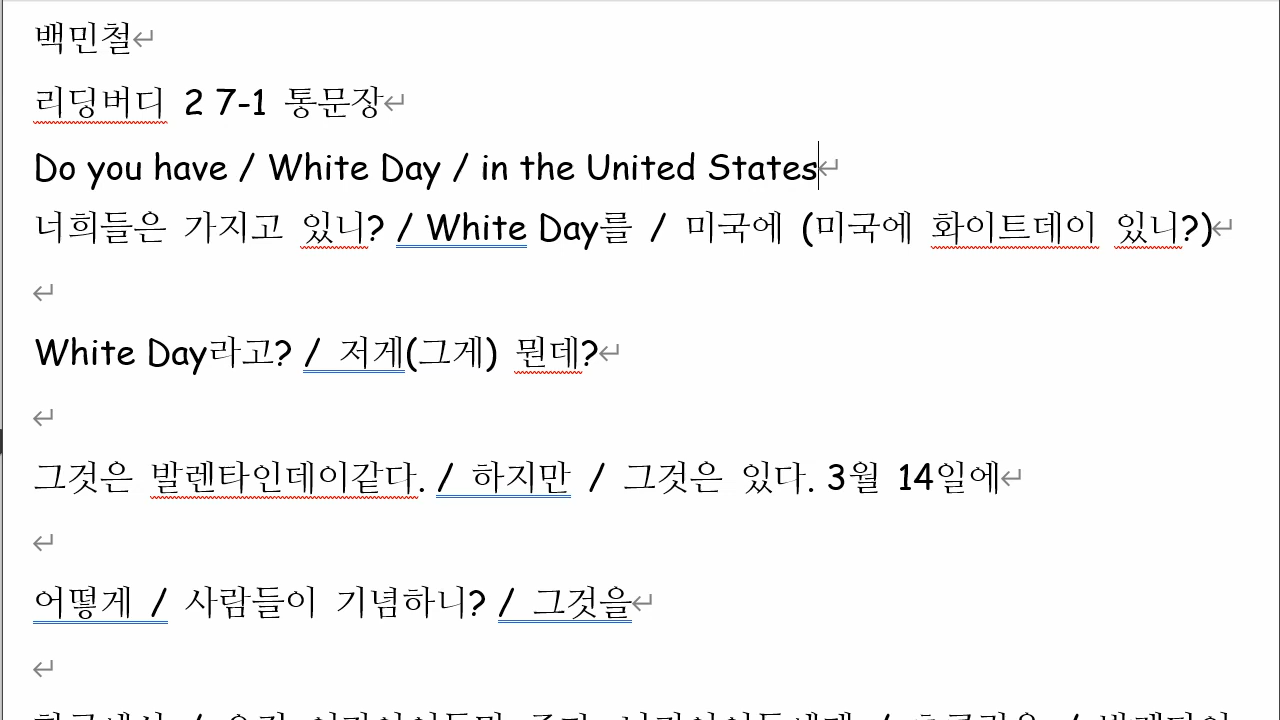 백민철
리딩버디 2 7-1 통문장
Do you have / White Day / in the United States
너희들은 가지고 있니? / White Day를 / 미국에 (미국에 화이트데이 있니?)
White Day라고? / 저게(그게) 뭔데?
그것은 발렌타인데이같다. / 하지만 / 그것은 있다. 3월 14일에
어떻게 / 사람들이 기념하니? / 그것을